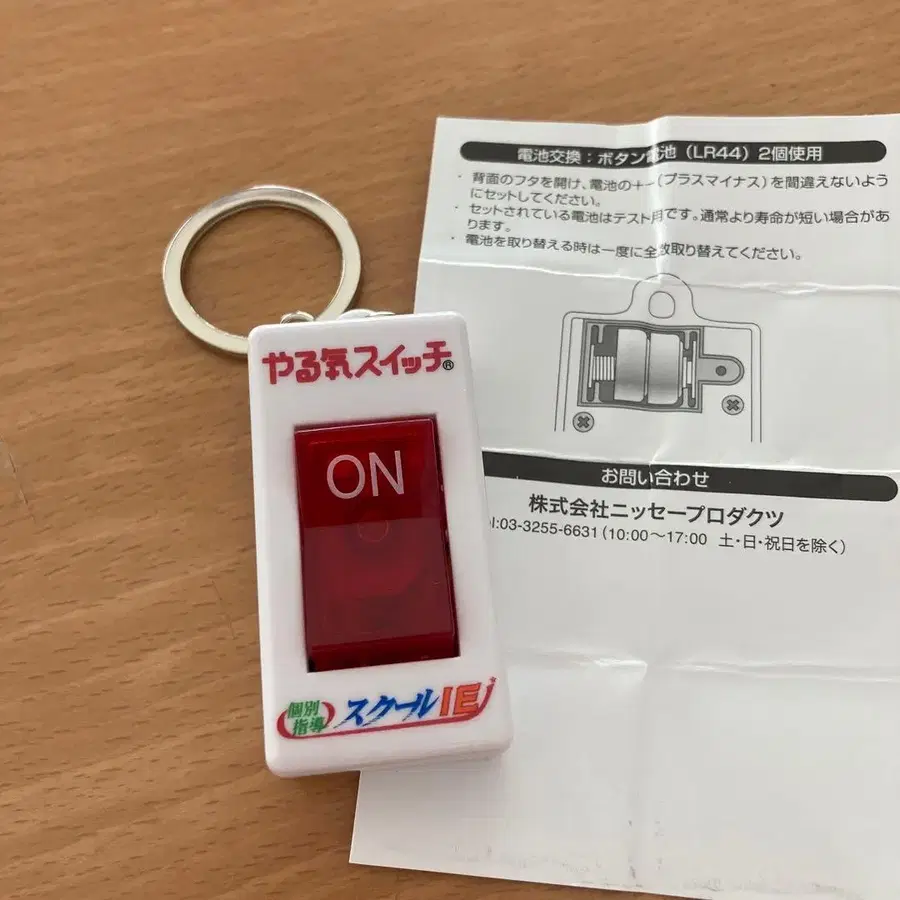 やる気スイッチ®
ON
個別
指導
スクールIE
電池交換：ボタン電池（LR44）2個使用
・背面のフタを開け、電池の＋−（プラスマイナス）を間違えないよう
にセットしてください。
・セットされている電池はテスト用です。通常より寿命が短い場合があ
ります。
・電池を取り替える時は一度に全数取り替えてください。
お問い合わせ
株式会社ニッセープロダクツ
:03-3255-6631（10:00〜17:00 土・日・祝日を除く）